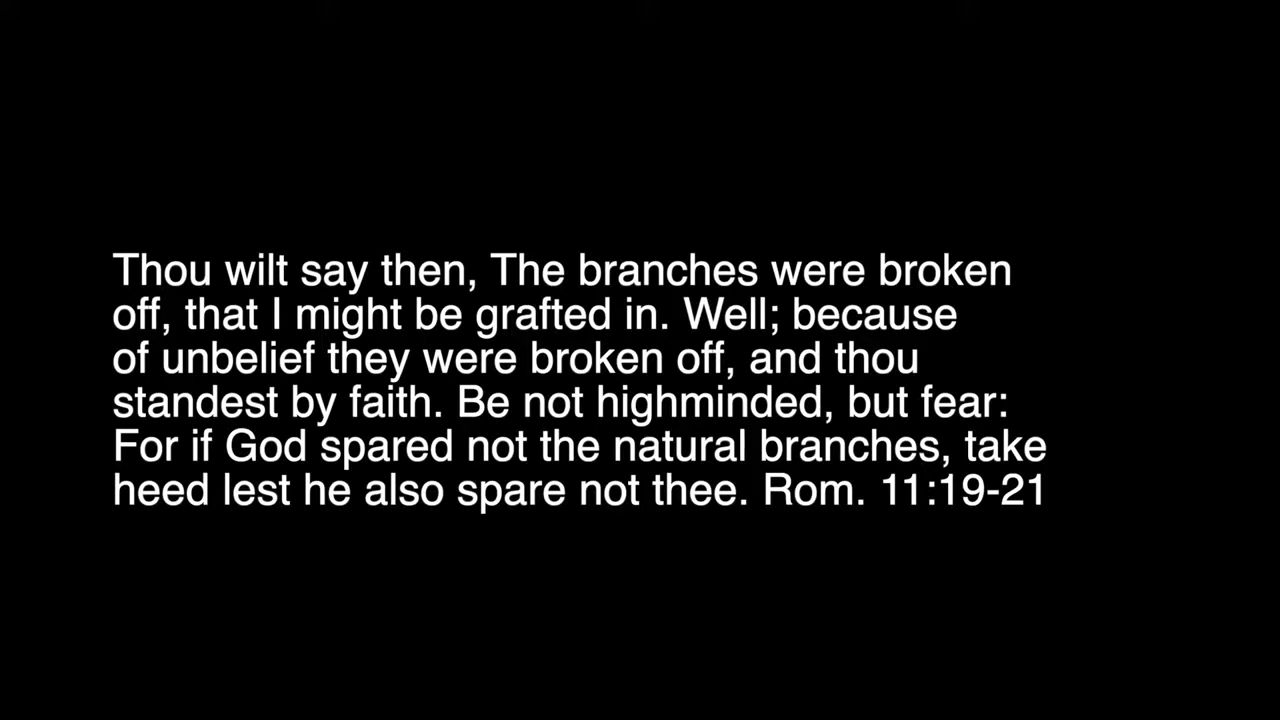 Thou wilt say then, The branches were broken
off, that I might be grafted in. Well; because
of unbelief they were broken off, and thou
standest by faith. Be not highminded, but fear:
For if God spared not the natural branches, take
heed lest he also spare not thee. Rom. 11:19-21